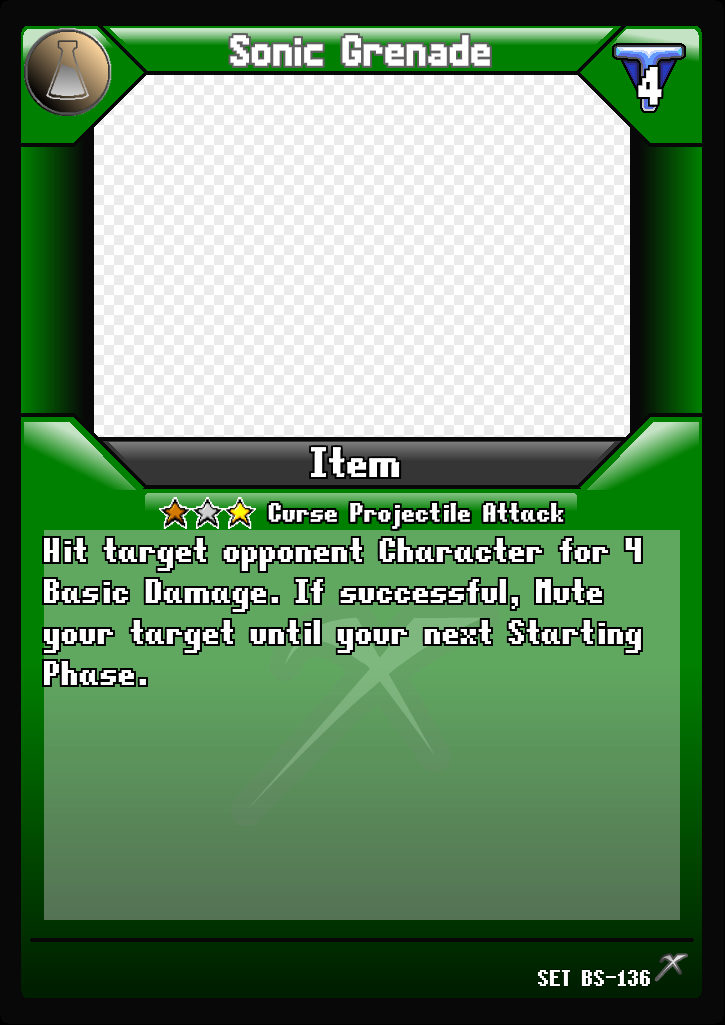 Sonic Grenade
4
Item
Curse Projectile Attack
Hit target opponent Character for 4
Basic Damage. If successful, Mute
your target until your next Starting
Phase.
SET BS-136